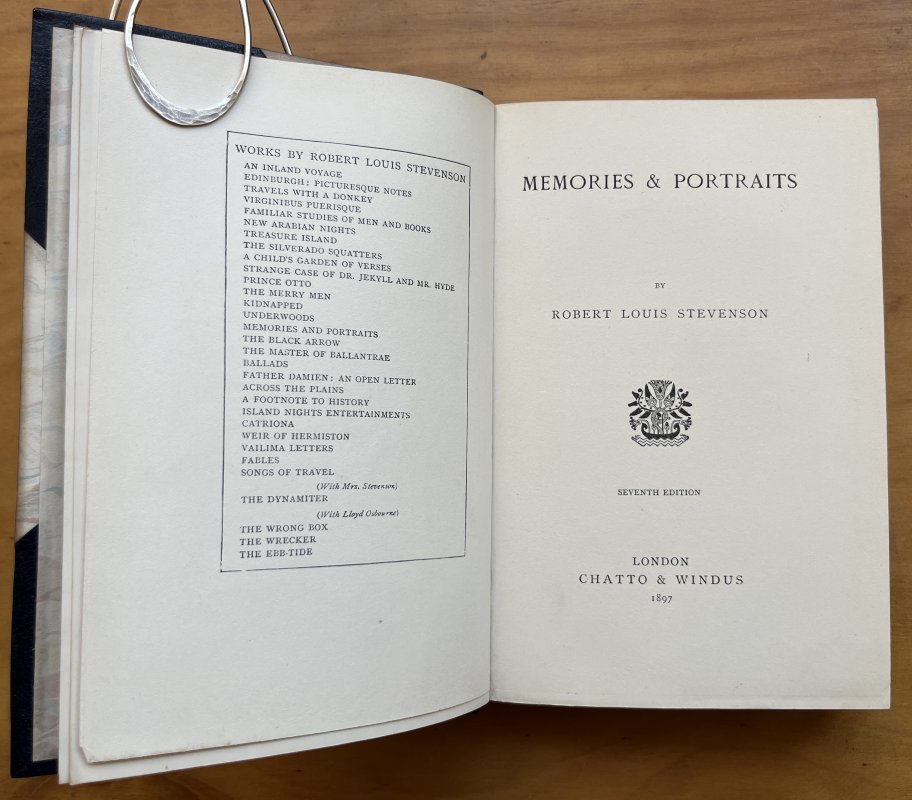 WORKS BY ROBERT LOUIS STEVENSON
AN INLAND VOYAGE
EDINBURGH: PICTURESQUE NOTES
TRAVELS WITH A DONKEY
VIRGINIBUS PUERISQUE
FAMILIAR STUDIES OF MEN AND BOOKS
NEW ARABIAN NIGHTS
TREASURE ISLAND
THE SILVERADO SQUATTERS
A CHILD'S GARDEN OF VERSES
STRANGE CASE OF DR. JEKYLL AND MR. HYDE
PRINCE OTTO
THE MERRY MEN
KIDNAPPED
UNDERWOODS
MEMORIES AND PORTRAITS
THE BLACK ARROW
THE MASTER OF BALLANTRAE
BALLADS
FATHER DAMIEN: AN OPEN LETTER
ACROSS THE PLAINS
A FOOTNOTE TO HISTORY
ISLAND NIGHTS ENTERTAINMENTS
CATRIONA
WEIR OF HERMISTON
VAILIMA LETTERS
FABLES
SONGS OF TRAVEL
(With Mrs. Stevenson)
THE DYNAMITER
(With Lloyd Osbourne)
THE WRONG BOX
THE WRECKER
THE EBB-TIDE
MEMORIES & PORTRAITS
BY
ROBERT LOUIS STEVENSON
SEVENTH EDITION
LONDON
CHATTO & WINDUS
1897